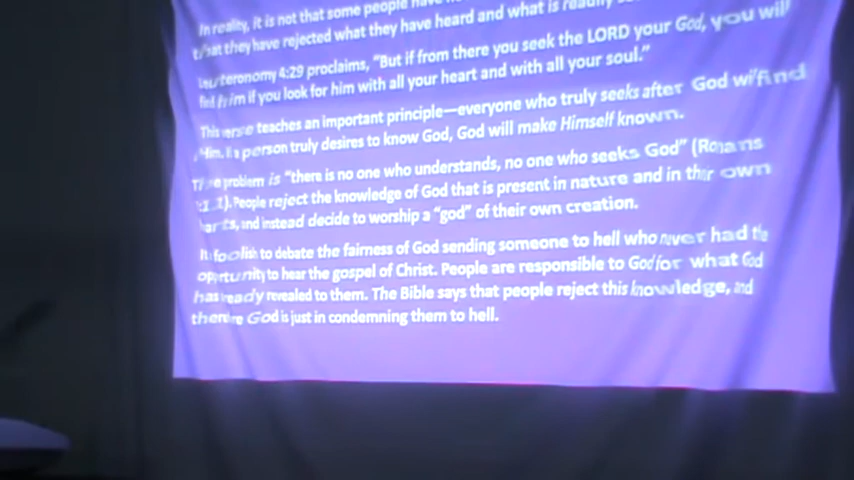 In reality, it is not that some people have
that they have rejected what they have heard and what is readily
Deuteronomy 4:29 proclaims, “But if from there you seek the LORD your God, you will
find him if you look for him with all your heart and with all your soul.”
This verse teaches an important principle—everyone who truly seeks after God will find
Him. If a person truly desires to know God, God will make Himself known.
The problem is “there is no one who understands, no one who seeks God” (Romans
People reject the knowledge of God that is present in nature and in their own
hearts, and instead decide to worship a “god” of their own creation.
It foolish to debate the fairness of God sending someone to hell who never had the
opportunity to hear the gospel of Christ. People are responsible to God for what God
has ready revealed to them. The Bible says that people reject this knowledge, and
therefore God is just in condemning them to hell.